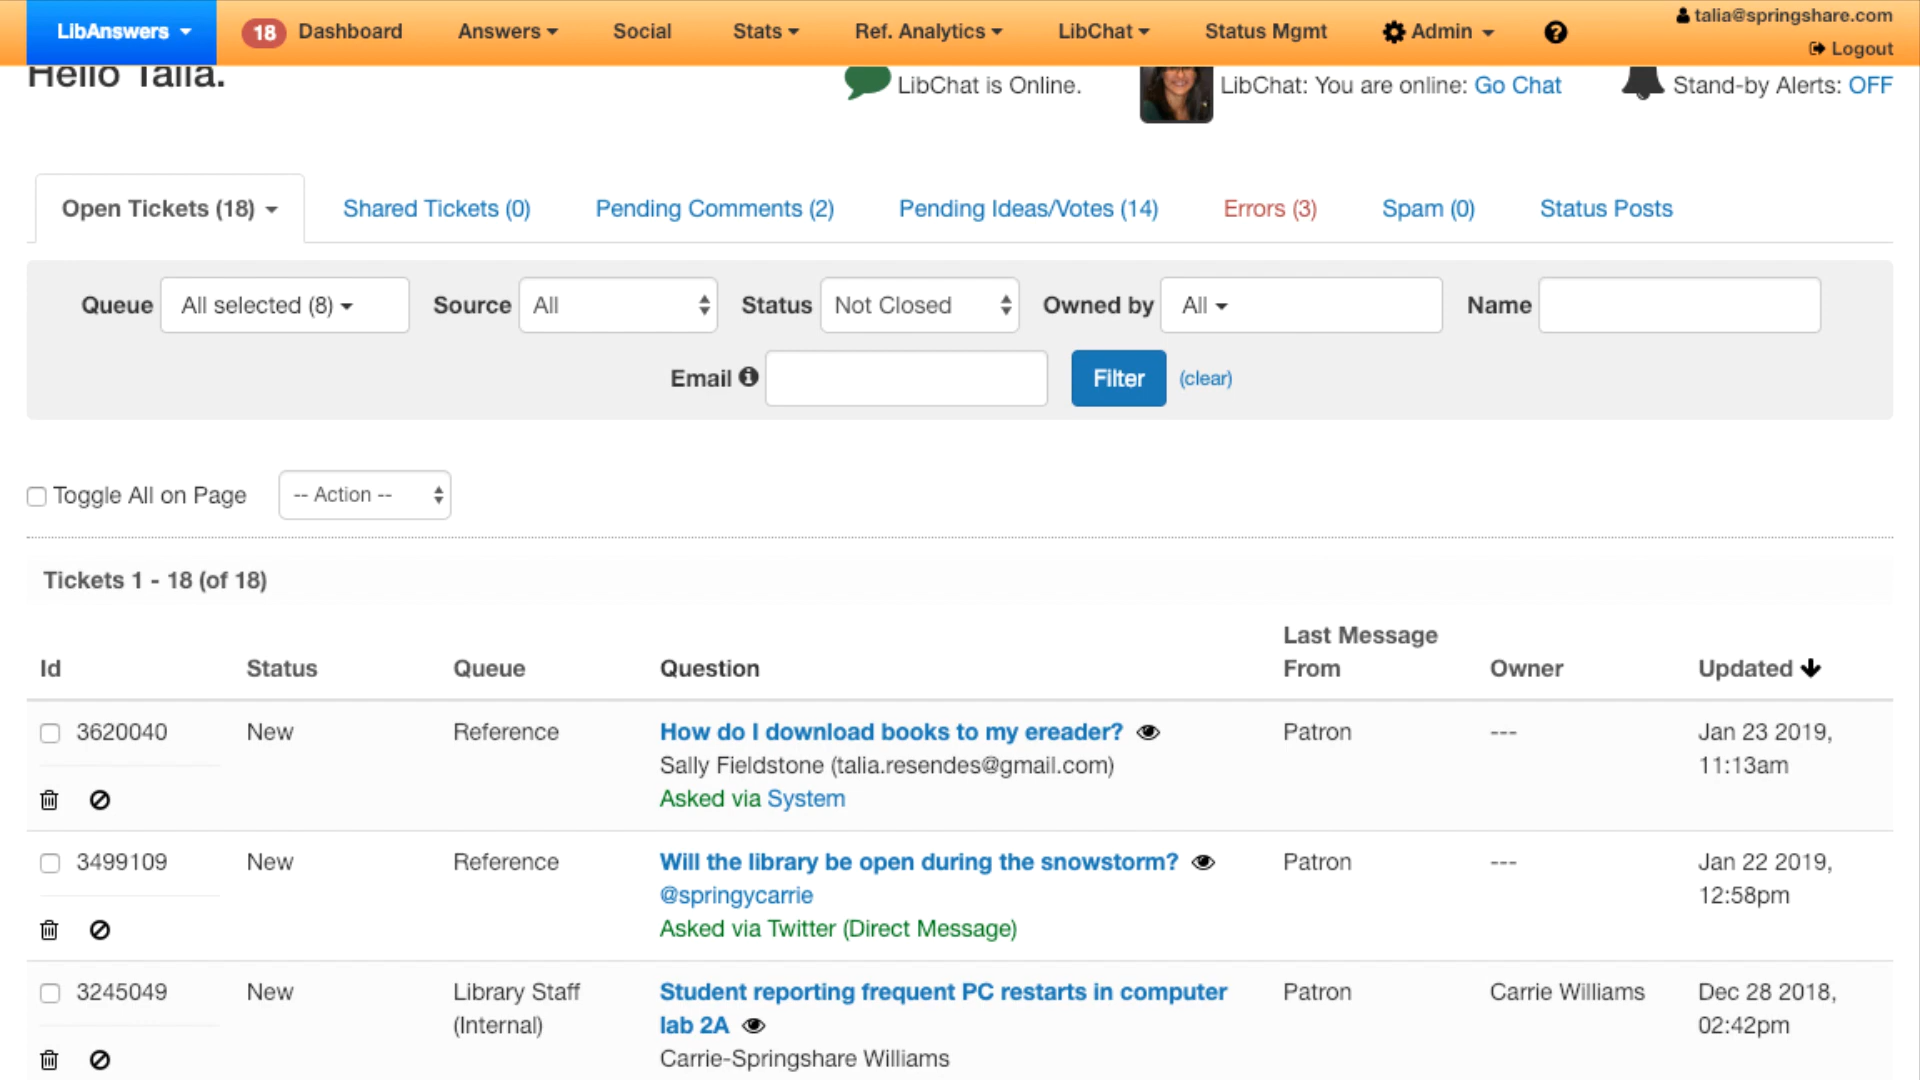 LibAnswers 18 Dashboard Answers Social Stats Ref. Analytics LibChat Status Mgmt Admin talia@springshare.com
Logout
Hello Talia. LibChat is Online. LibChat: You are online: Go Chat Stand-by Alerts: OFF
Open Tickets (18) Shared Tickets (0) Pending Comments (2) Pending Ideas/Votes (14) Errors (3) Spam (0) Status Posts
Queue All selected (8) Source All Status Not Closed Owned by All Name
Email Filter (clear)
Toggle All on Page -- Action --
Tickets 1 - 18 (of 18)
Id Status Queue Question Last Message From Owner Updated
3620040 New Reference How do I download books to my ereader? Patron --- Jan 23 2019,
Sally Fieldstone (talia.resendes@gmail.com) 11:13am
Asked via System
3499109 New Reference Will the library be open during the snowstorm? Patron --- Jan 22 2019,
@springycarrie 12:58pm
Asked via Twitter (Direct Message)
3245049 New Library Staff Student reporting frequent PC restarts in computer Patron Carrie Williams Dec 28 2018,
(Internal) lab 2A 02:42pm
Carrie-Springshare Williams